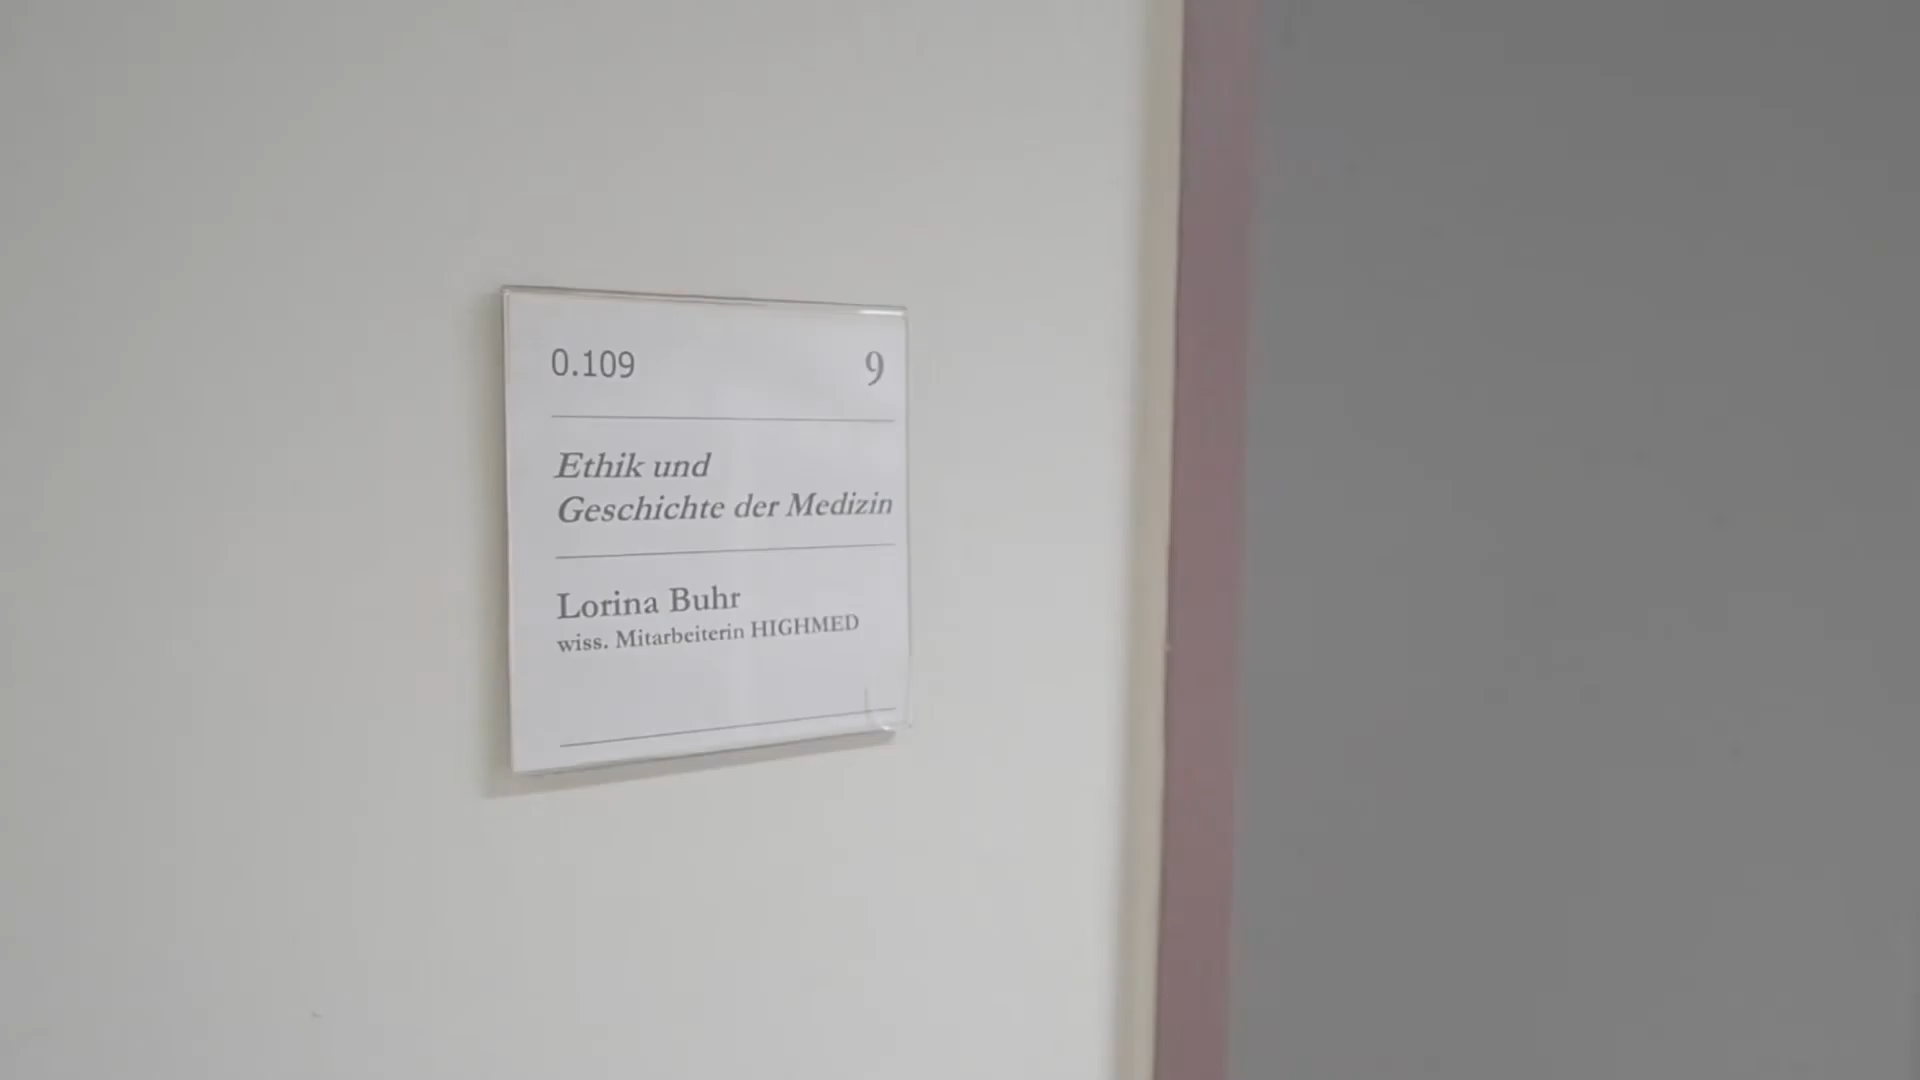 0.109 9
Ethik und
Geschichte der Medizin
Lorina Buhr
wiss. Mitarbeiterin HIGHMED